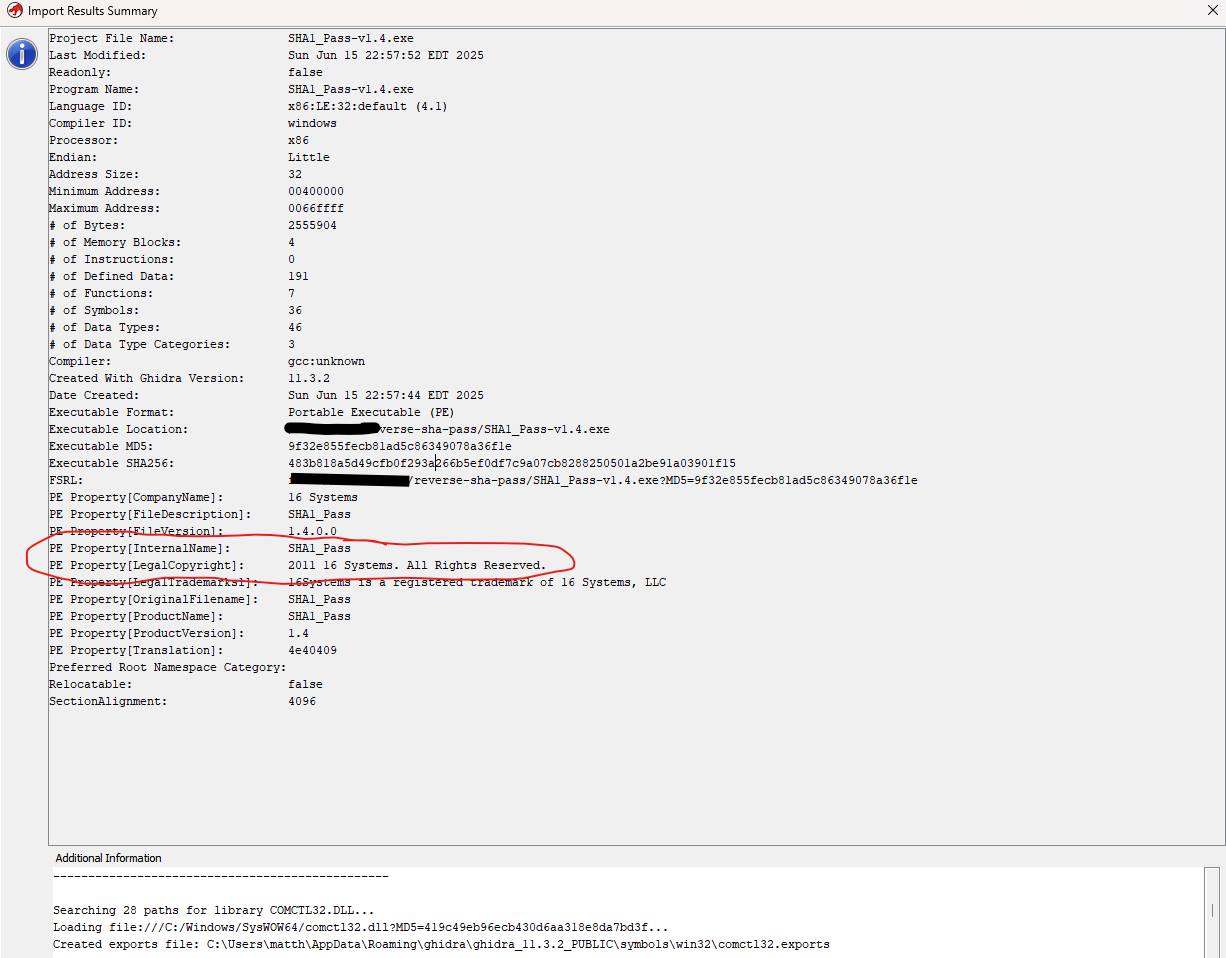 Import Results Summary
Project File Name: SHA1_Pass-v1.4.exe
Last Modified: Sun Jun 15 22:57:52 EDT 2025
Readonly: false
Program Name: SHA1_Pass-v1.4.exe
Language ID: x86:LE:32:default (4.1)
Compiler ID: windows
Processor: x86
Endian: Little
Address Size: 32
Minimum Address: 00400000
Maximum Address: 0066ffff
# of Bytes: 2555904
# of Memory Blocks: 4
# of Instructions: 0
# of Defined Data: 191
# of Functions: 7
# of Symbols: 36
# of Data Types: 46
# of Data Type Categories: 3
Compiler: gcc:unknown
Created With Ghidra Version: 11.3.2
Date Created: Sun Jun 15 22:57:44 EDT 2025
Executable Format: Portable Executable (PE)
Executable Location: verse-sha-pass/SHA1_Pass-v1.4.exe
Executable MD5: 9f32e855fecb81ad5c86349078a36f1e
Executable SHA256: 483b818a5d49cfb0f293a266b5ef0df7c9a07cb8288250501a2be91a03901f15
FSRL: /reverse-sha-pass/SHA1_Pass-v1.4.exe?MD5=9f32e855fecb81ad5c86349078a36f1e
PE Property[CompanyName]: 16 Systems
PE Property[FileDescription]: SHA1_Pass
PE Property[FileVersion]: 1.4.0.0
PE Property[InternalName]: SHA1_Pass
PE Property[LegalCopyright]: 2011 16 Systems. All Rights Reserved.
PE Property[LegalTrademarks1]: 16Systems is a registered trademark of 16 Systems, LLC
PE Property[OriginalFilename]: SHA1_Pass
PE Property[ProductName]: SHA1_Pass
PE Property[ProductVersion]: 1.4
PE Property[Translation]: 4e40409
Preferred Root Namespace Category:
Relocatable: false
SectionAlignment: 4096
Additional Information
------------------------------------------------
Searching 28 paths for library COMCTL32.DLL...
Loading file:///C:/Windows/SysWOW64/comctl32.dll?MD5=419c49eb96ecb430d6aa318e8da7bd3f...
Created exports file: C:\Users\matth\AppData\Roaming\ghidra\ghidra_11.3.2_PUBLIC\symbols\win32\comctl32.exports